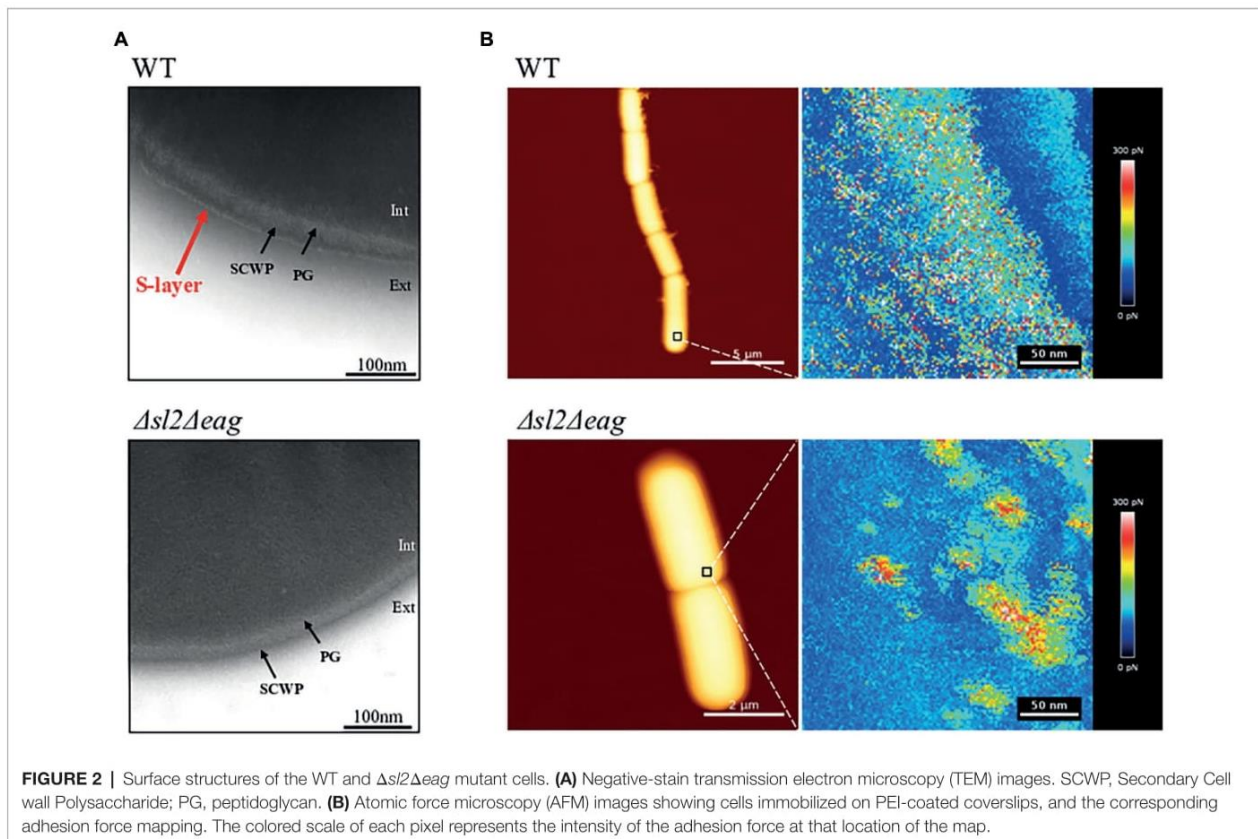 A
WT
Int
SCWP
PG
S-layer
Ext
100nm
Δsl2Δeag
Int
Ext
PG
SCWP
100nm
B
WT
5 µm
300 pN
0 pN
50 nm
Δsl2Δeag
2 µm
300 pN
0 pN
50 nm
FIGURE 2 | Surface structures of the WT and Δsl2Δeag mutant cells. (A) Negative-stain transmission electron microscopy (TEM) images. SCWP, Secondary Cell
wall Polysaccharide; PG, peptidoglycan. (B) Atomic force microscopy (AFM) images showing cells immobilized on PEI-coated coverslips, and the corresponding
adhesion force mapping. The colored scale of each pixel represents the intensity of the adhesion force at that location of the map.